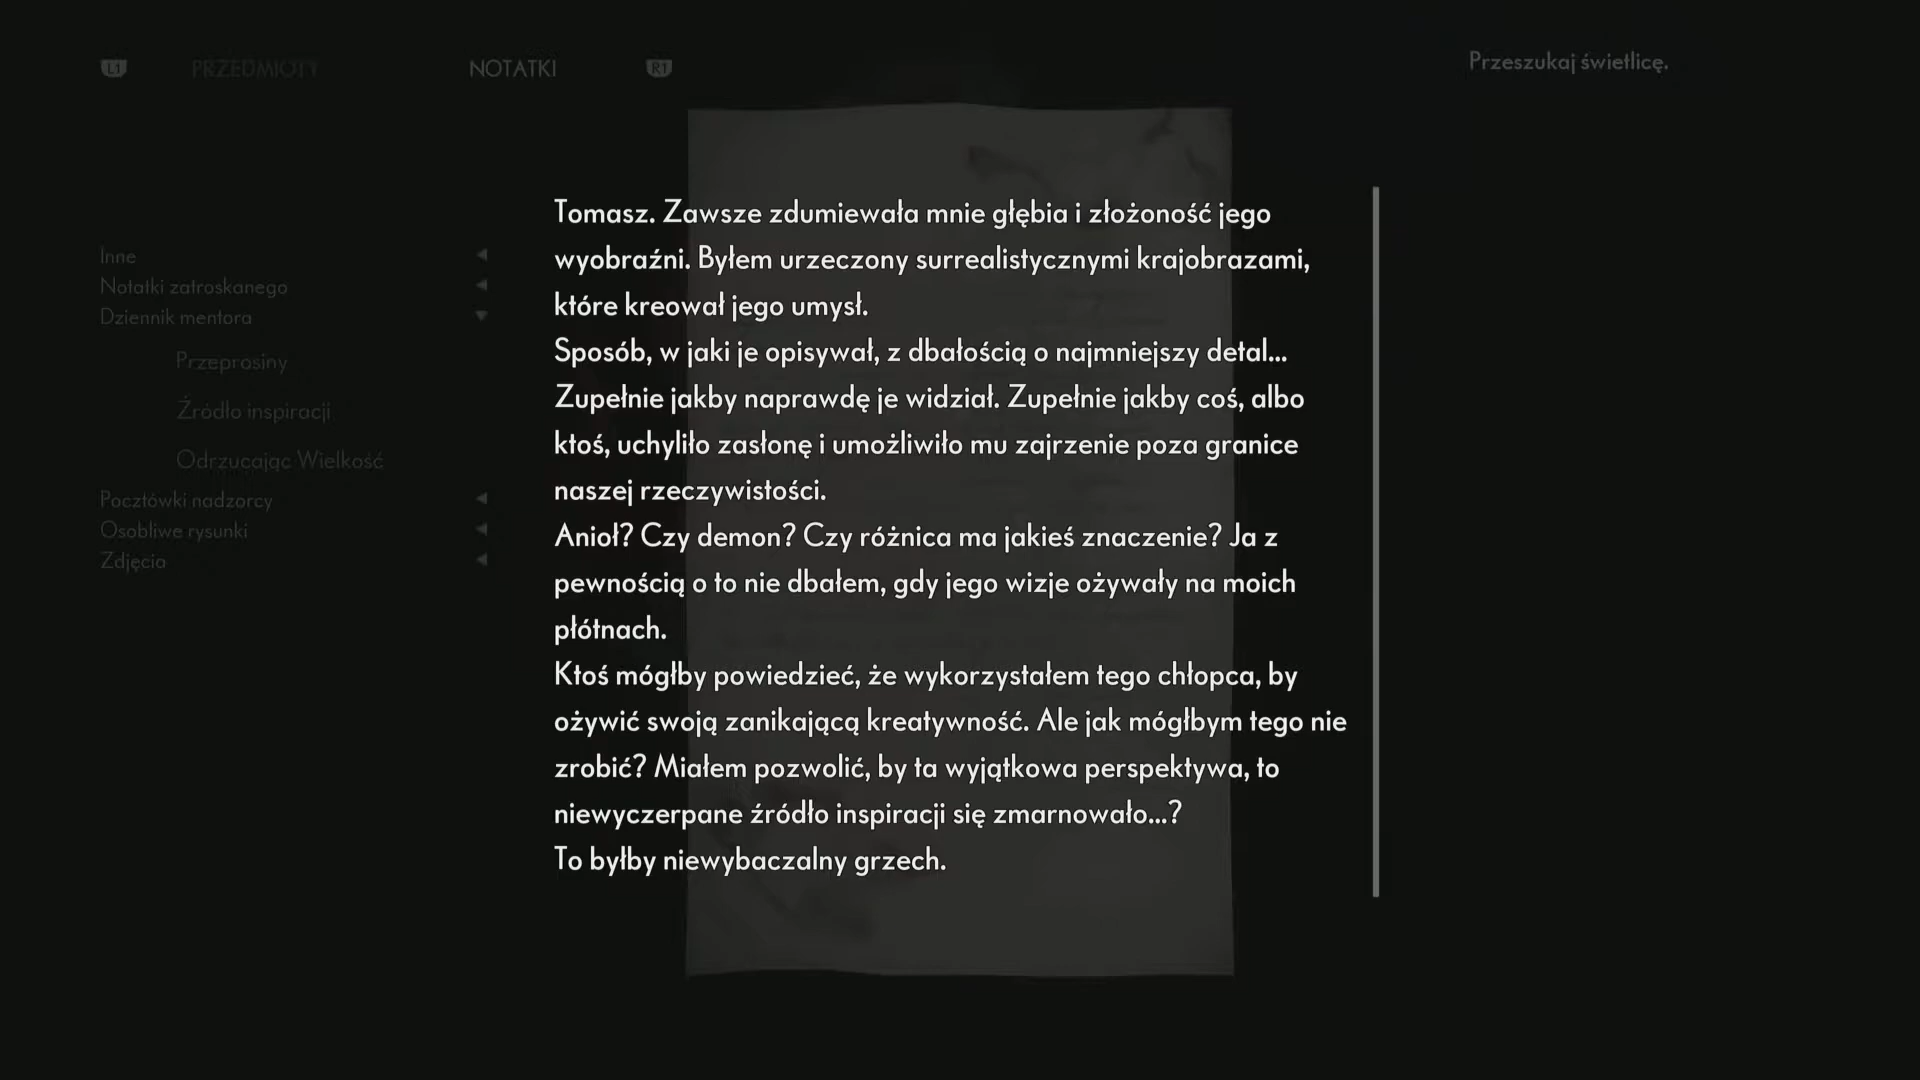 L1
PRZEDMIOTY
NOTATKI
R1
Przeszukaj świetlicę.
Inne
Notatki zatroskanego
Dziennik mentora
Przeprosiny
Źródło inspiracji
Odrzucając Wielkość
Pocztówki nadzorcy
Osobliwe rysunki
Zdjęcia
Tomasz. Zawsze zdumiewała mnie głębia i złożoność jego
wyobraźni. Byłem urzeczony surrealistycznymi krajobrazami,
które kreował jego umysł.
Sposób, w jaki je opisywał, z dbałością o najmniejszy detal...
Zupełnie jakby naprawdę je widział. Zupełnie jakby coś, albo
ktoś, uchyliło zasłonę i umożliwiło mu zajrzenie poza granice
naszej rzeczywistości.
Anioł? Czy demon? Czy różnica ma jakieś znaczenie? Ja z
pewnością o to nie dbałem, gdy jego wizje ożywały na moich
płótnach.
Ktoś mógłby powiedzieć, że wykorzystałem tego chłopca, by
ożywić swoją zanikającą kreatywność. Ale jak mógłbym tego nie
zrobić? Miałem pozwolić, by ta wyjątkowa perspektywa, to
niewyczerpane źródło inspiracji się zmarnowało...?
To byłby niewybaczalny grzech.